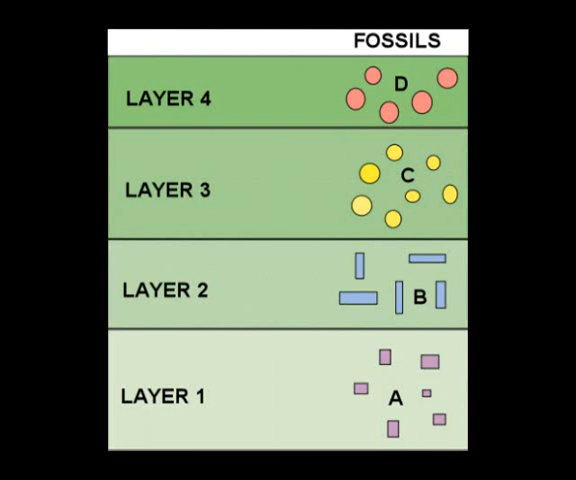 FOSSILS
D
LAYER 4
C
LAYER 3
LAYER 2
B
LAYER 1
A